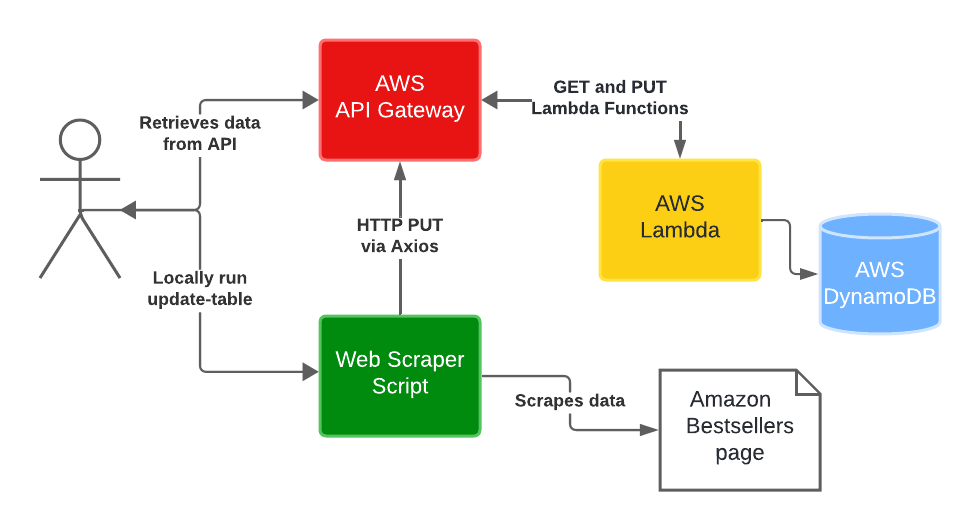 AWS
API Gateway
GET and PUT
Lambda Functions
Retrieves data
from API
AWS
Lambda
HTTP PUT
via Axios
AWS
DynamoDB
Locally run
update-table
Web Scraper
Script
Scrapes data
Amazon
Bestsellers
page